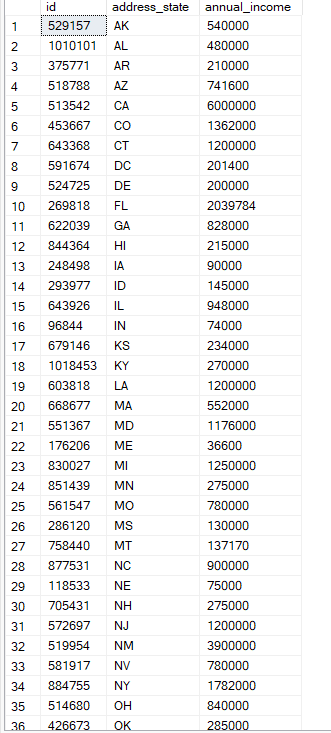 id address_state annual_income
1 529157 AK 540000
2 1010101 AL 480000
3 375771 AR 210000
4 518788 AZ 741600
5 513542 CA 6000000
6 453667 CO 1362000
7 643368 CT 1200000
8 591674 DC 201400
9 524725 DE 200000
10 269818 FL 2039784
11 622039 GA 828000
12 844364 HI 215000
13 248498 IA 90000
14 293977 ID 145000
15 643926 IL 948000
16 96844 IN 74000
17 679146 KS 234000
18 1018453 KY 270000
19 603818 LA 1200000
20 668677 MA 552000
21 551367 MD 1176000
22 176206 ME 36600
23 830027 MI 1250000
24 851439 MN 275000
25 561547 MO 780000
26 286120 MS 130000
27 758440 MT 137170
28 877531 NC 900000
29 118533 NE 75000
30 705431 NH 275000
31 572697 NJ 1200000
32 519954 NM 3900000
33 581917 NV 780000
34 884755 NY 1782000
35 514680 OH 840000
36 426673 OK 285000